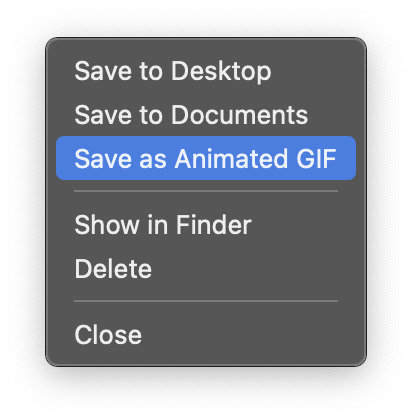 Save to Desktop
Save to Documents
Save as Animated GIF
Show in Finder
Delete
Close